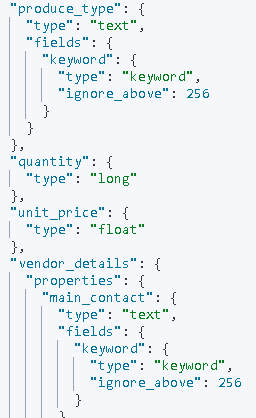 "produce_type": {
"type": "text",
"fields": {
"keyword": {
"type": "keyword",
"ignore_above": 256
}
}
},
"quantity": {
"type": "long"
},
"unit_price": {
"type": "float"
},
"vendor_details": {
"properties": {
"main_contact": {
"type": "text",
"fields": {
"keyword": {
"type": "keyword",
"ignore_above": 256
}
}